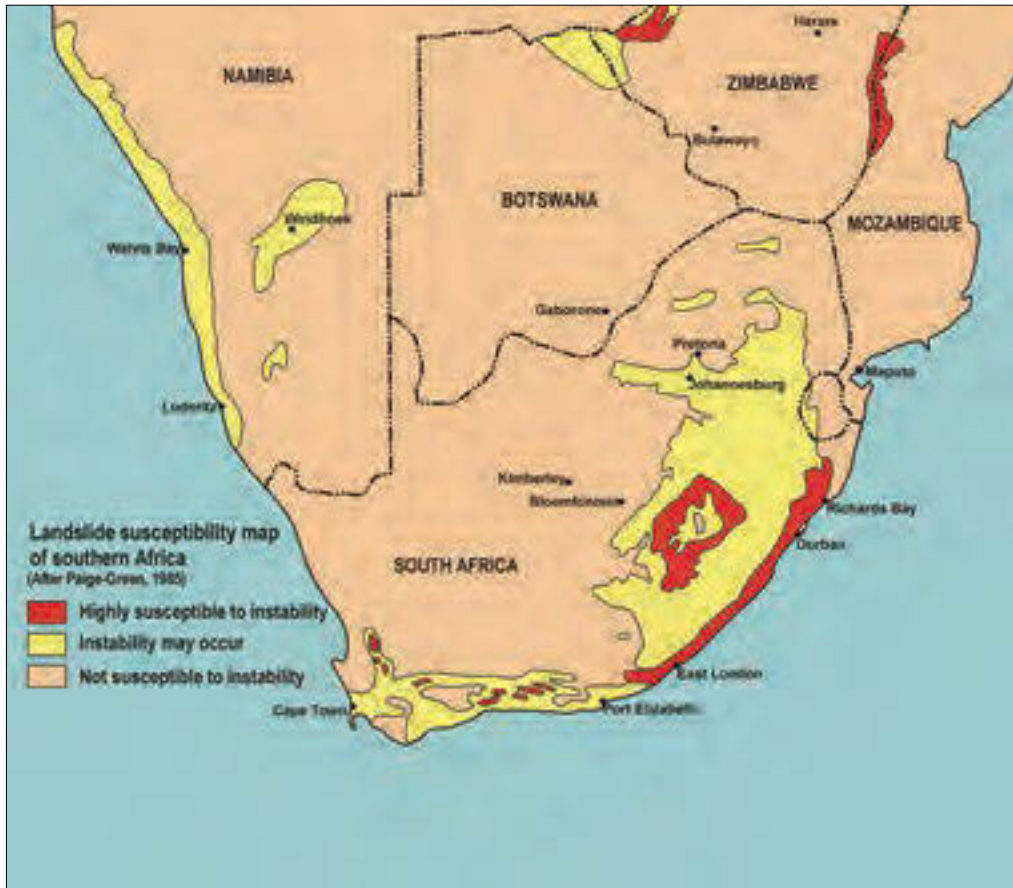 Harare
NAMIBIA
ZIMBABWE
Bulawayo
BOTSWANA
Windhoek
MOZAMBIQUE
Walvis Bay
Gaborone
Pretoria
Johannesburg
Maputo
Luderitz
Kimberley
Bloemfontein
Richards Bay
Landslide susceptibility map
of southern Africa
(After Paige-Green, 1985)
Durban
SOUTH AFRICA
Highly susceptible to instability
Instability may occur
Not susceptible to instability
East London
Cape Town
Port Elizabeth